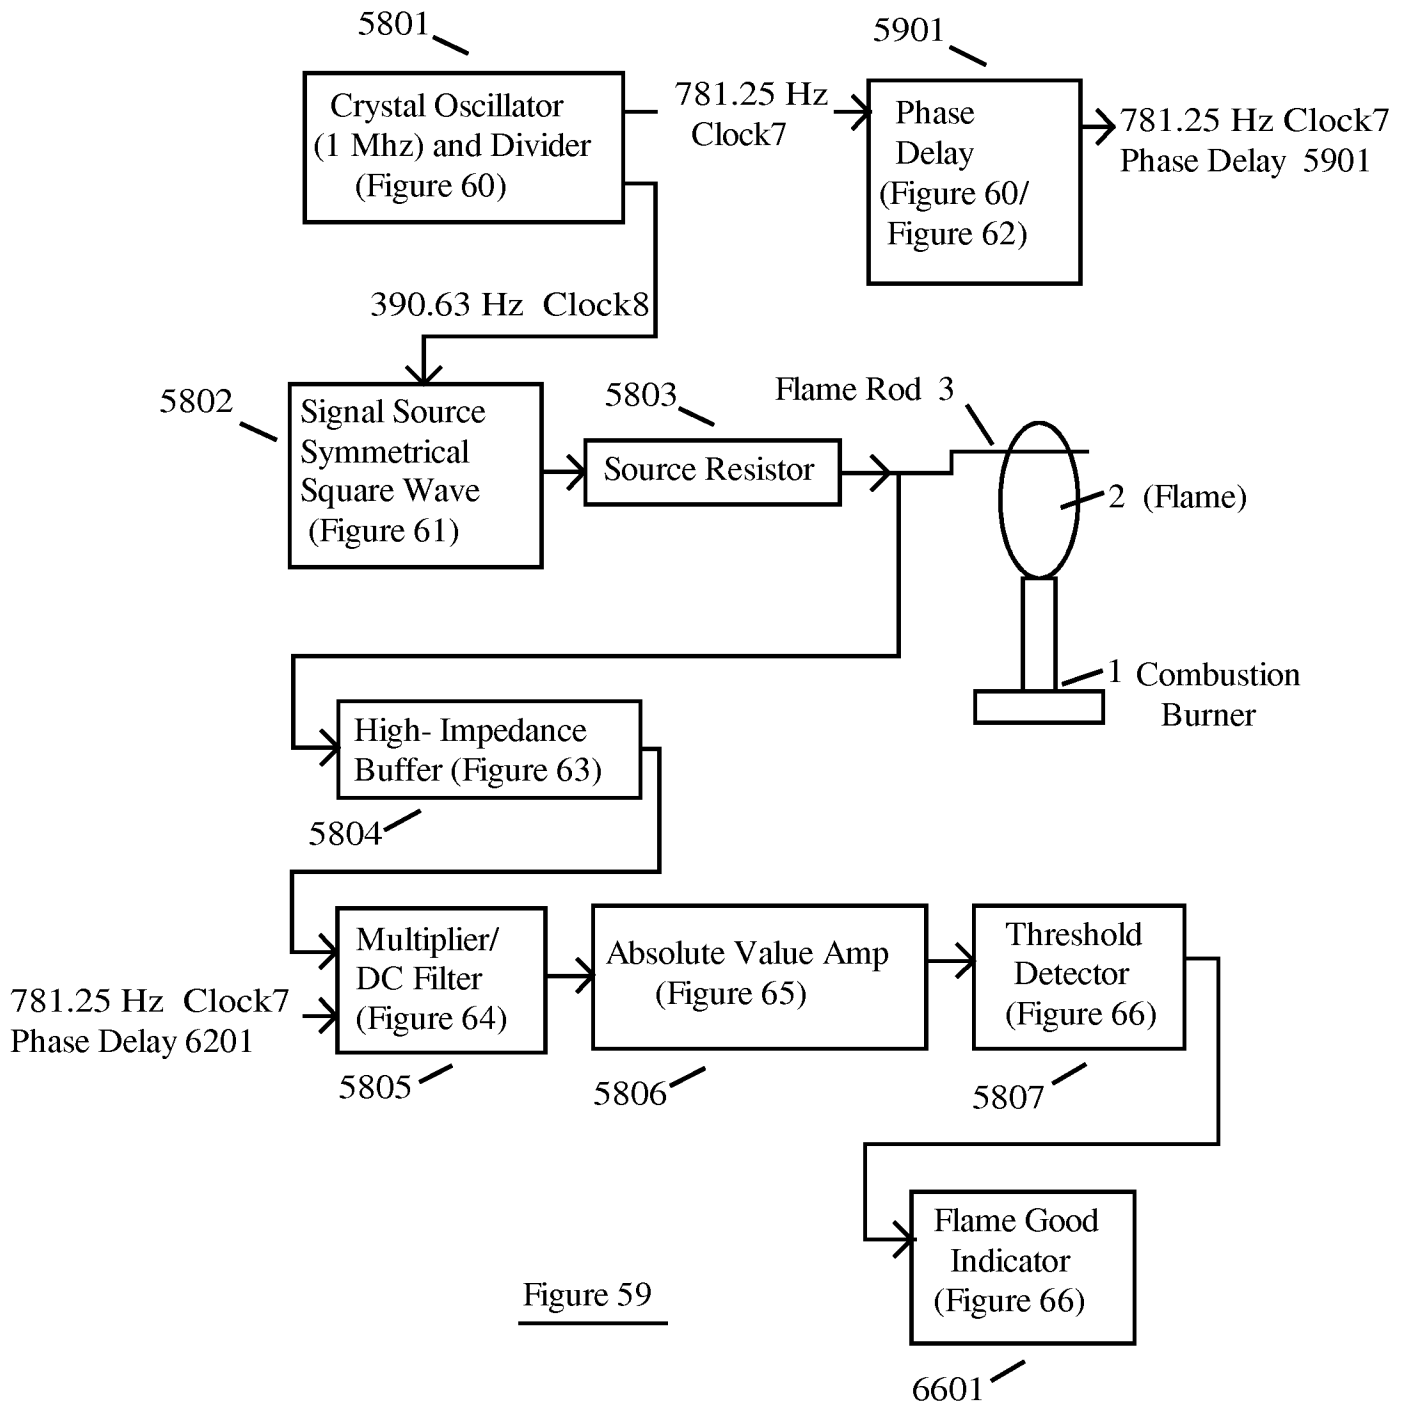 5801
5901
Crystal Oscillator
(1 Mhz) and Divider
(Figure 60)
781.25 Hz
Clock7
Phase
Delay
(Figure 60/
Figure 62)
781.25 Hz Clock7
Phase Delay 5901
390.63 Hz Clock8
5802
Signal Source
Symmetrical
Square Wave
(Figure 61)
5803
Source Resistor
Flame Rod 3
2 (Flame)
1 Combustion
Burner
High- Impedance
Buffer (Figure 63)
5804
781.25 Hz Clock7
Phase Delay 6201
Multiplier/
DC Filter
(Figure 64)
5805
Absolute Value Amp
(Figure 65)
5806
Threshold
Detector
(Figure 66)
5807
Flame Good
Indicator
(Figure 66)
6601
Figure 59